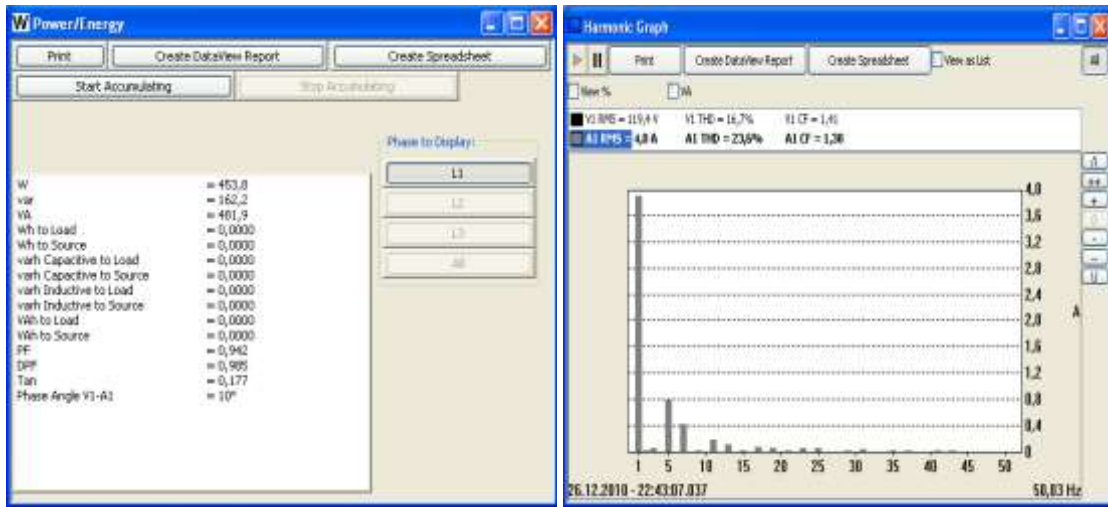 Power/Energy
Print Create DataView Report Create Spreadsheet
Start Accumulating Stop Accumulating
Phase to Display:
L1
L2
L3
All
W = 453,8
var = 162,2
VA = 481,9
Wh to Load = 0,0000
Wh to Source = 0,0000
varh Capacitive to Load = 0,0000
varh Capacitive to Source = 0,0000
varh Inductive to Load = 0,0000
varh Inductive to Source = 0,0000
VAh to Load = 0,0000
VAh to Source = 0,0000
PF = 0,942
DPF = 0,985
Tan = 0,177
Phase Angle V1-A1 = 10°
Harmonic Graph
Print Create DataView Report Create Spreadsheet View as List All
View % VA
V1 RMS = 119,4 V V1 THD = 16,7% V1 CF = 1,41
A1 RMS = 4,0 A A1 THD = 23,6% A1 CF = 1,38
4.0
3.6
3.2
2.8
2.4
2.0
A
1.6
1.2
0.8
0.4
0
1 5 10 15 20 25 30 35 40 45 50
26.12.2010 - 22:43:07.037 50,03 Hz